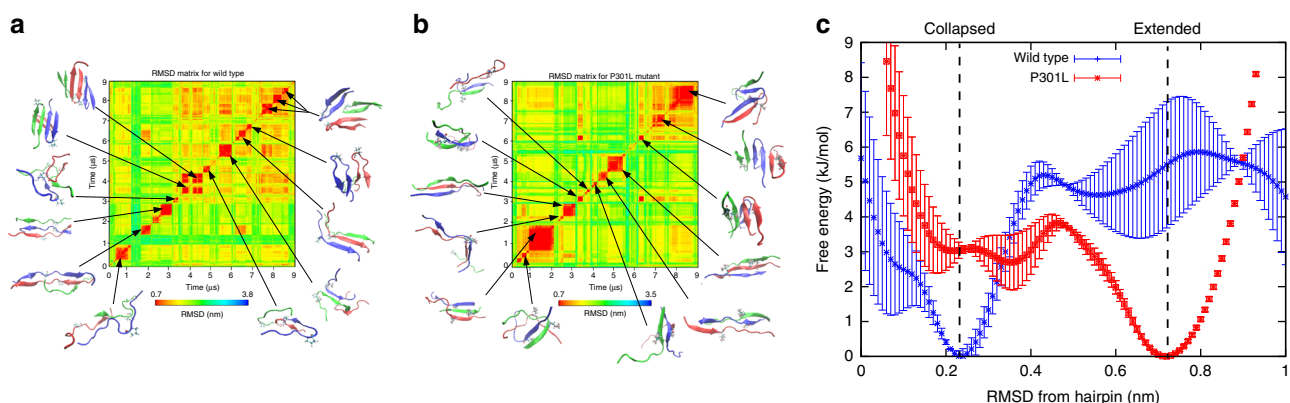 a
RMSD matrix for wild type
9
8
7
6
5
4
3
2
1
0
Time (µs)
0 1 2 3 4 5 6 7 8 9
Time (µs)
0.7 3.8
RMSD (nm)
b
RMSD matrix for P301L mutant
9
8
7
6
5
4
3
2
1
0
Time (µs)
0 1 2 3 4 5 6 7 8 9
Time (µs)
0.7 3.5
RMSD (nm)
c
Collapsed Extended
Wild type
P301L
9
8
7
6
5
4
3
2
1
0
Free energy (kJ/mol)
0 0.2 0.4 0.6 0.8 1
RMSD from hairpin (nm)